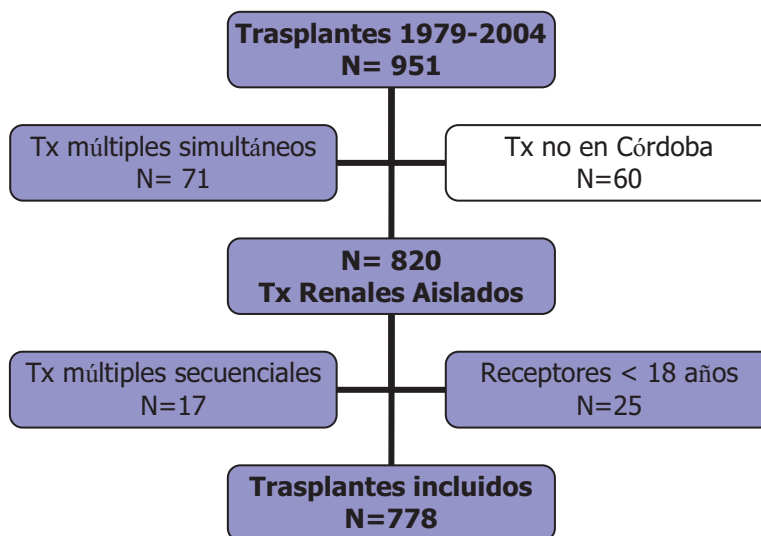 Trasplantes 1979-2004
N= 951
Tx múltiples simultáneos
N= 71
Tx no en Córdoba
N=60
N= 820
Tx Renales Aislados
Tx múltiples secuenciales
N=17
Receptores < 18 años
N=25
Trasplantes incluidos
N=778